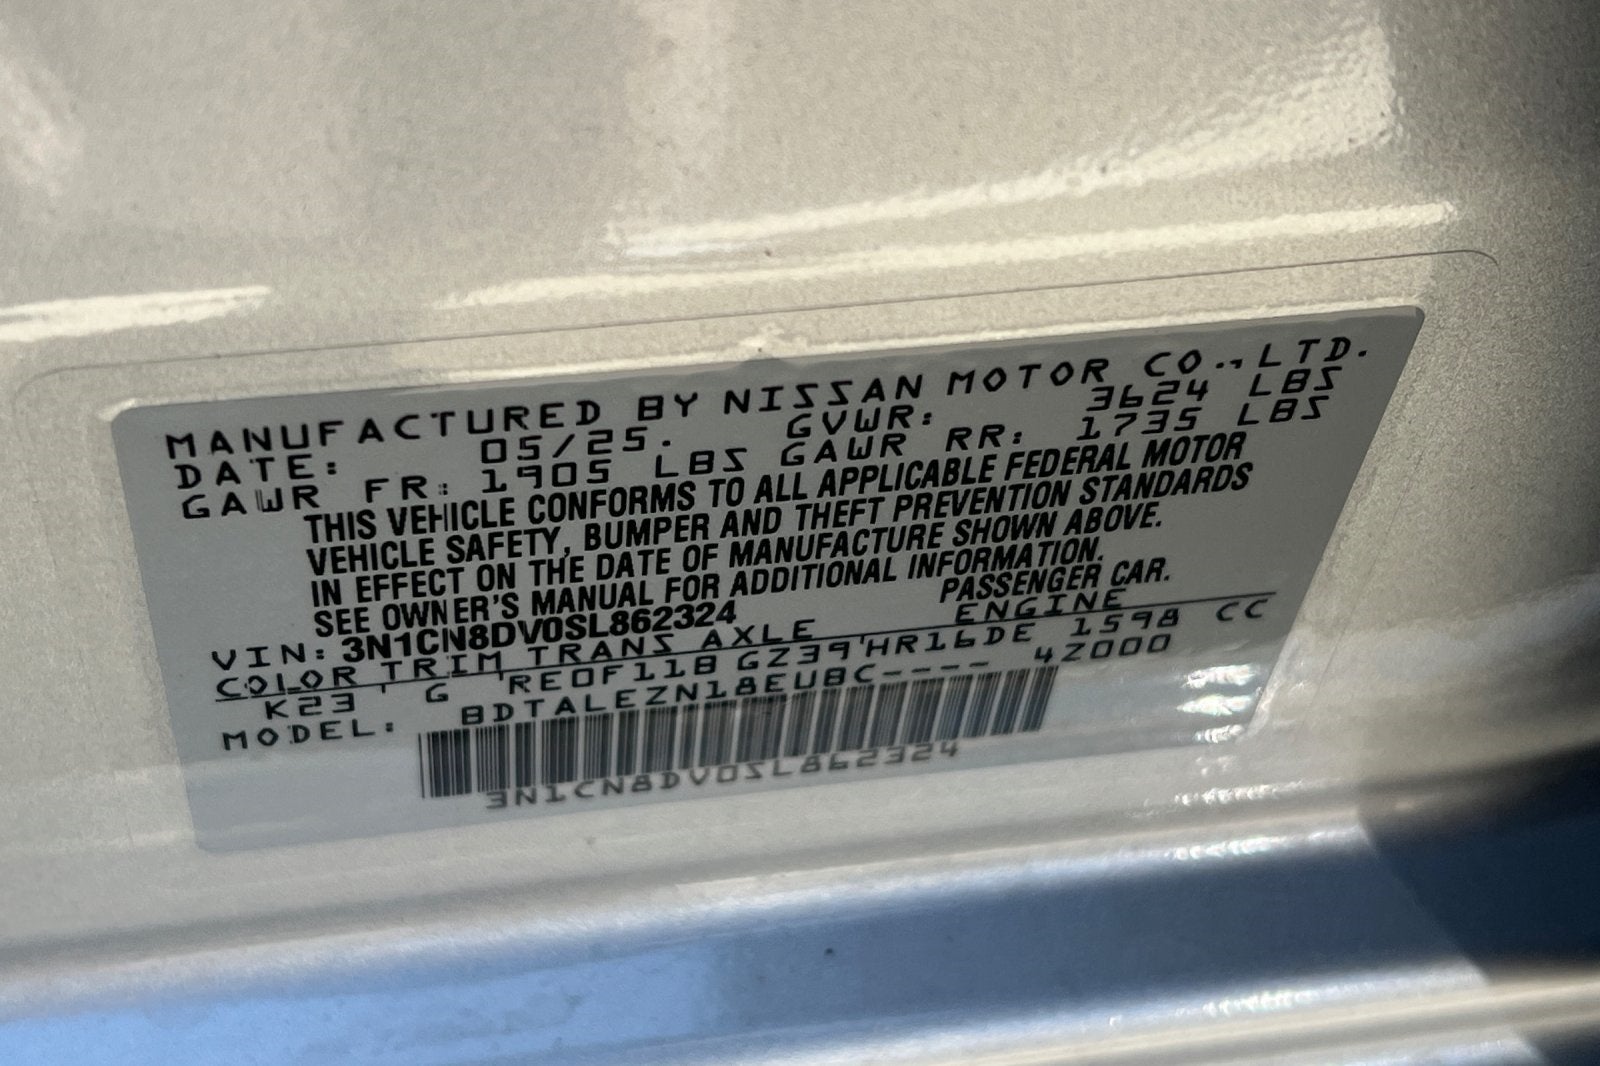 MANUFACTURED BY NISSAN MOTOR CO.,LTD.
DATE: 05/25. GVWR: 3624 LBS
GAWR FR: 1905 LBS GAWR RR: 1735 LBS
THIS VEHICLE CONFORMS TO ALL APPLICABLE FEDERAL MOTOR
VEHICLE SAFETY, BUMPER AND THEFT PREVENTION STANDARDS
IN EFFECT ON THE DATE OF MANUFACTURE SHOWN ABOVE.
SEE OWNER'S MANUAL FOR ADDITIONAL INFORMATION.
VIN: 3N1CN8DV0SL862324 PASSENGER CAR.
COLOR TRIM TRANS AXLE ENGINE
K23 G RE0F11B GZ39 HR16DE 1598 CC
MODEL: BDTALEZN18EUBC---- 42000
3N1CN8DV0SL862324